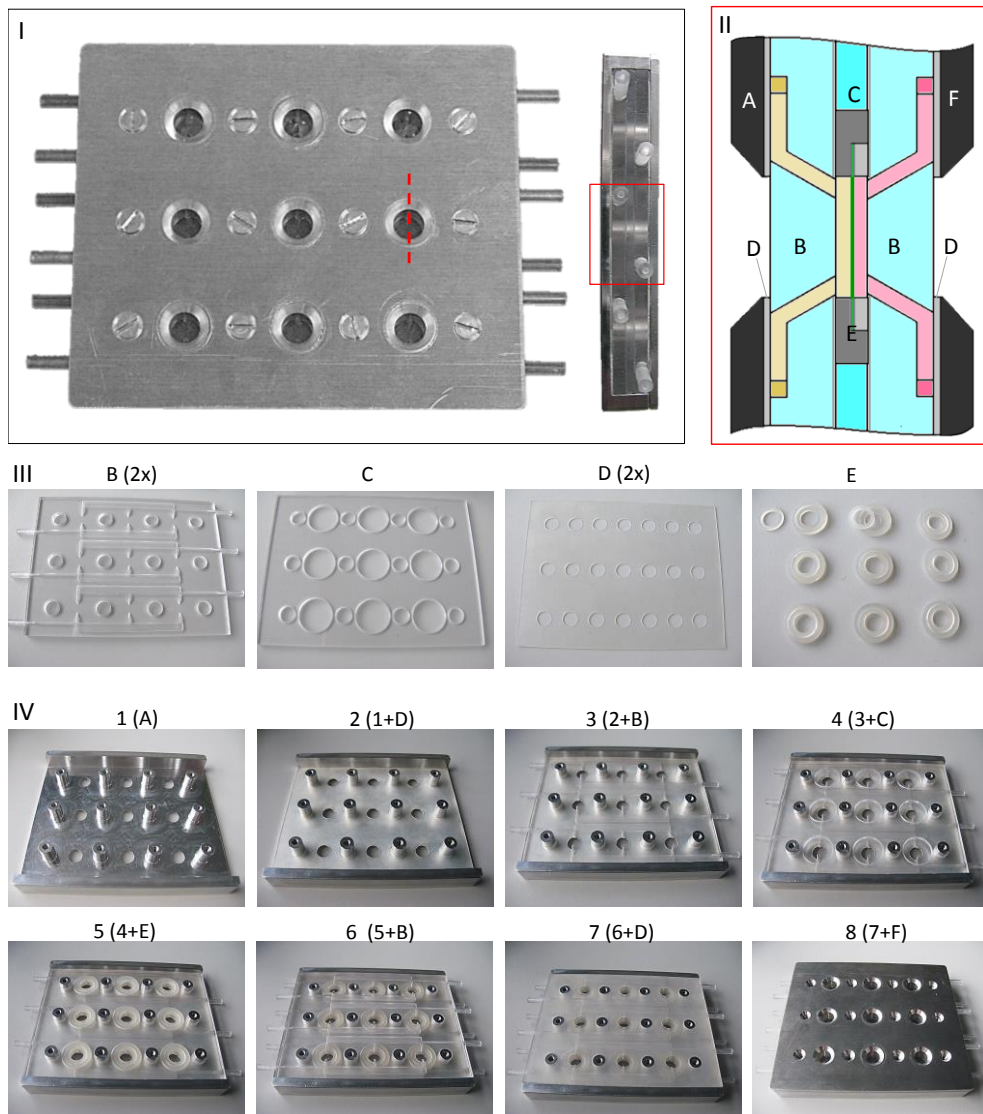 I
II
A
C
F
B
B
D
D
E
III
B (2x)
C
D (2x)
E
IV
1 (A)
2 (1+D)
3 (2+B)
4 (3+C)
5 (4+E)
6 (5+B)
7 (6+D)
8 (7+F)